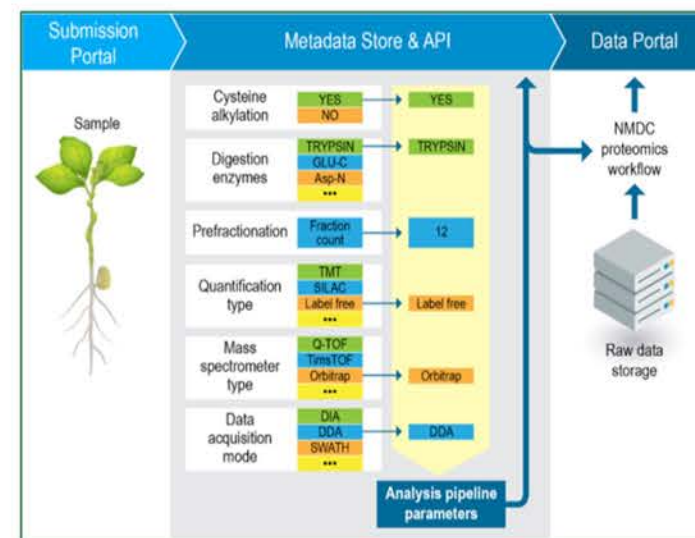 Submission
Portal
Metadata Store & API
Data Portal
Sample
Cysteine
alkylation
YES
NO
YES
Digestion
enzymes
TRYPSIN
GLU-C
Asp-N
•••
TRYPSIN
Prefractionation
Fraction
count
12
Quantification
type
TMT
SILAC
Label free
•••
Label free
Mass
spectrometer
type
Q-TOF
TimsTOF
Orbitrap
•••
Orbitrap
Data
acquisition
mode
DIA
DDA
SWATH
•••
DDA
Analysis pipeline
parameters
NMDC
proteomics
workflow
Raw data
storage